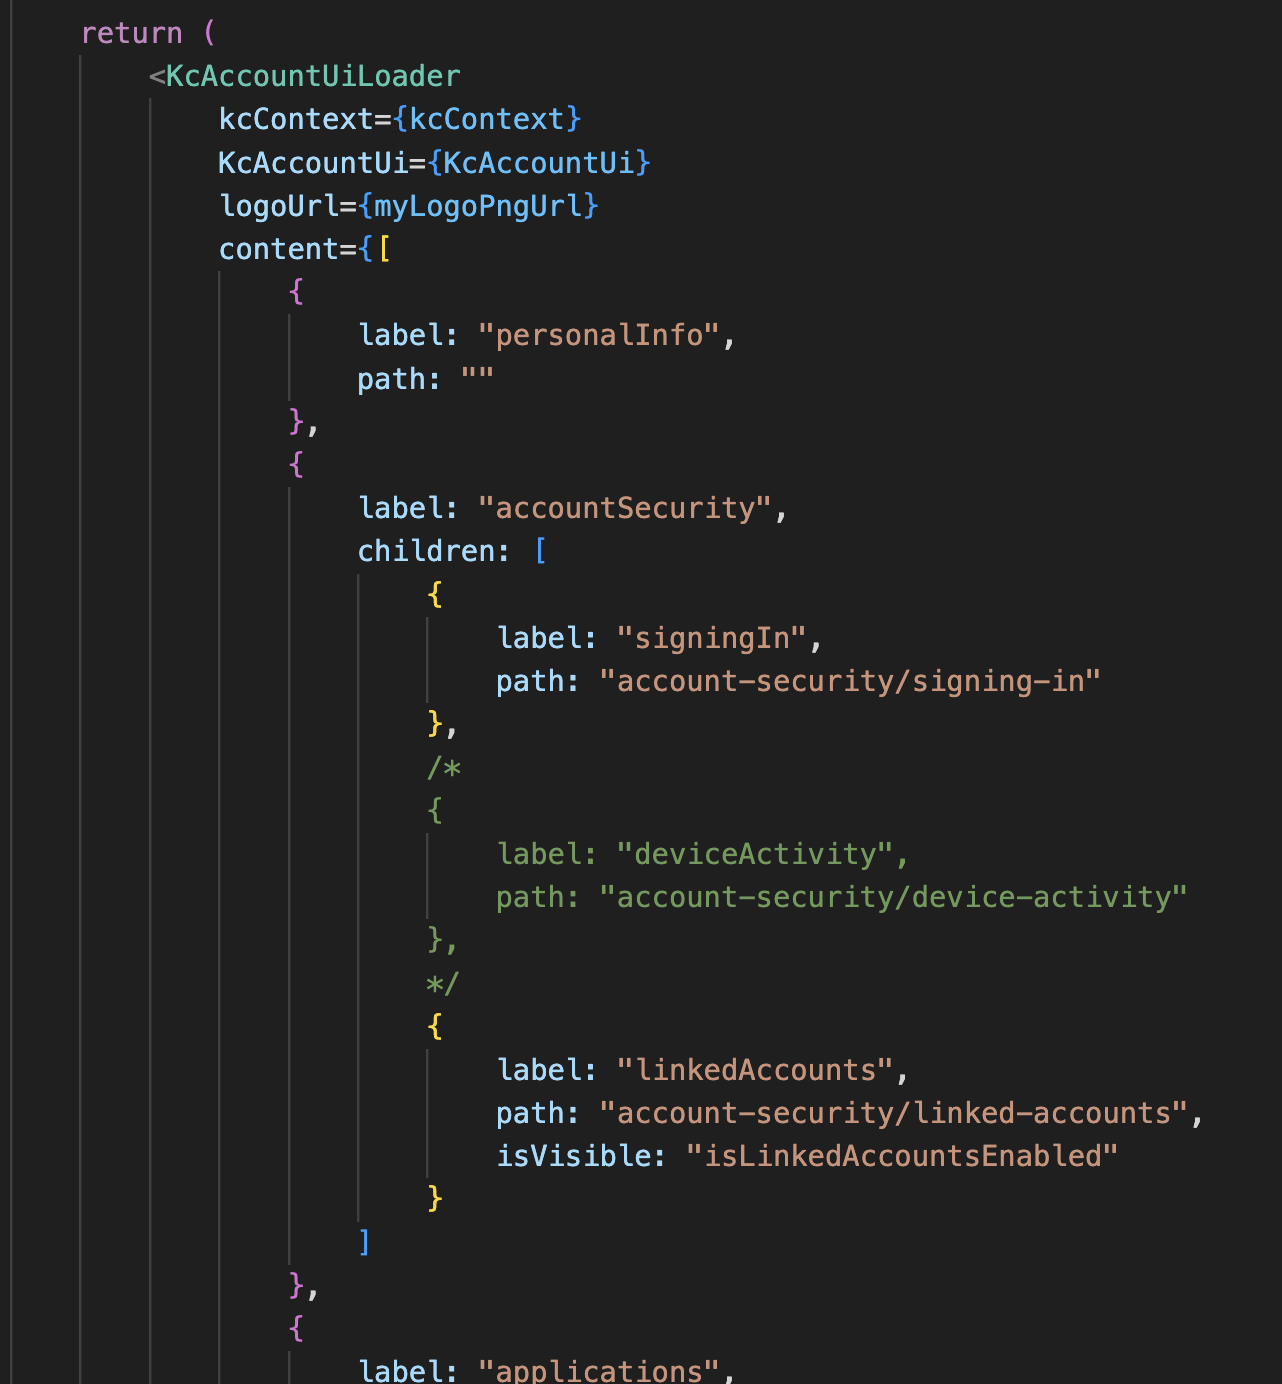 return (
<KcAccountUiLoader
kcContext={kcContext}
KcAccountUi={KcAccountUi}
logoUrl={myLogoPngUrl}
content={[
{
label: "personalInfo",
path: ""
},
{
label: "accountSecurity",
children: [
{
label: "signingIn",
path: "account-security/signing-in"
},
/*
{
label: "deviceActivity",
path: "account-security/device-activity"
},
*/
{
label: "linkedAccounts",
path: "account-security/linked-accounts",
isVisible: "isLinkedAccountsEnabled"
}
]
},
{
label: "applications",